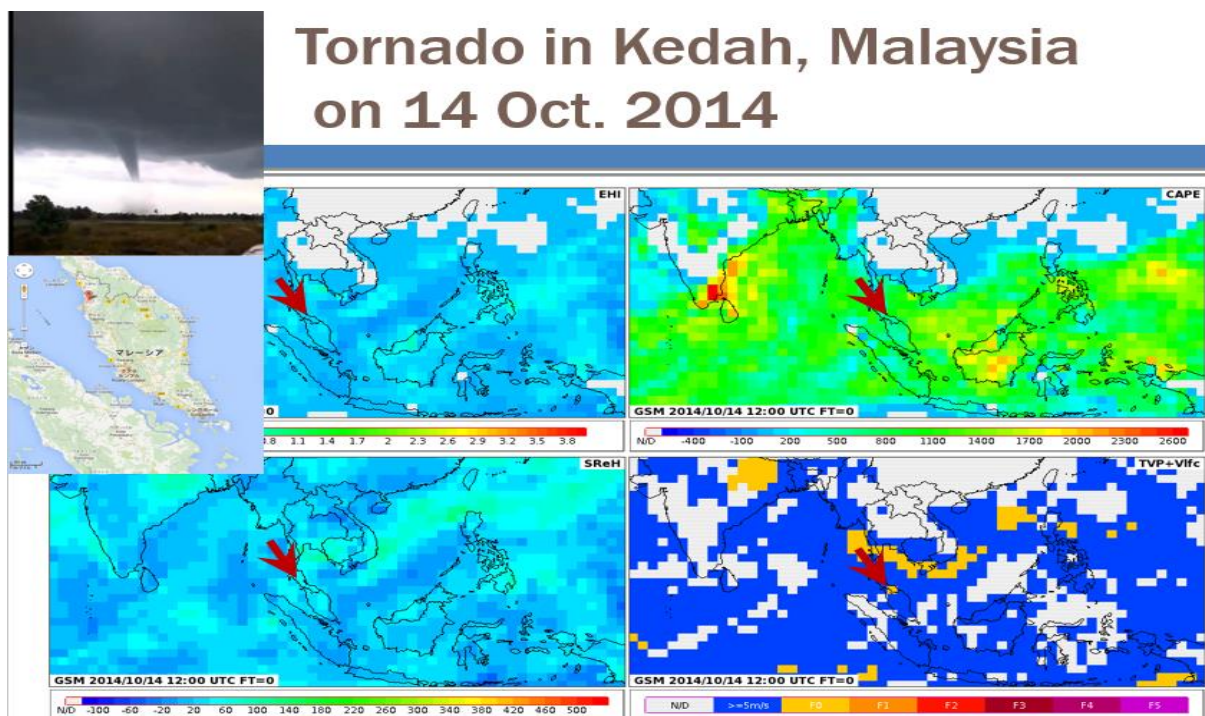 Tornado in Kedah, Malaysia
on 14 Oct. 2014
EHI
CAPE
マレーシア
GSM 2014/10/14 12:00 UTC FT=0
1.1 1.4 1.7 2 2.3 2.6 2.9 3.2 3.5 3.8
N/D -400 -100 200 500 800 1100 1400 1700 2000 2300 2600
SReH
TVP+Vlfc
GSM 2014/10/14 12:00 UTC FT=0
GSM 2014/10/14 12:00 UTC FT=0
N/D -100 -60 -20 20 60 100 140 180 220 260 300 340 380 420 460 500
N/D >=5m/s F0 F1 F2 F3 F4 F5